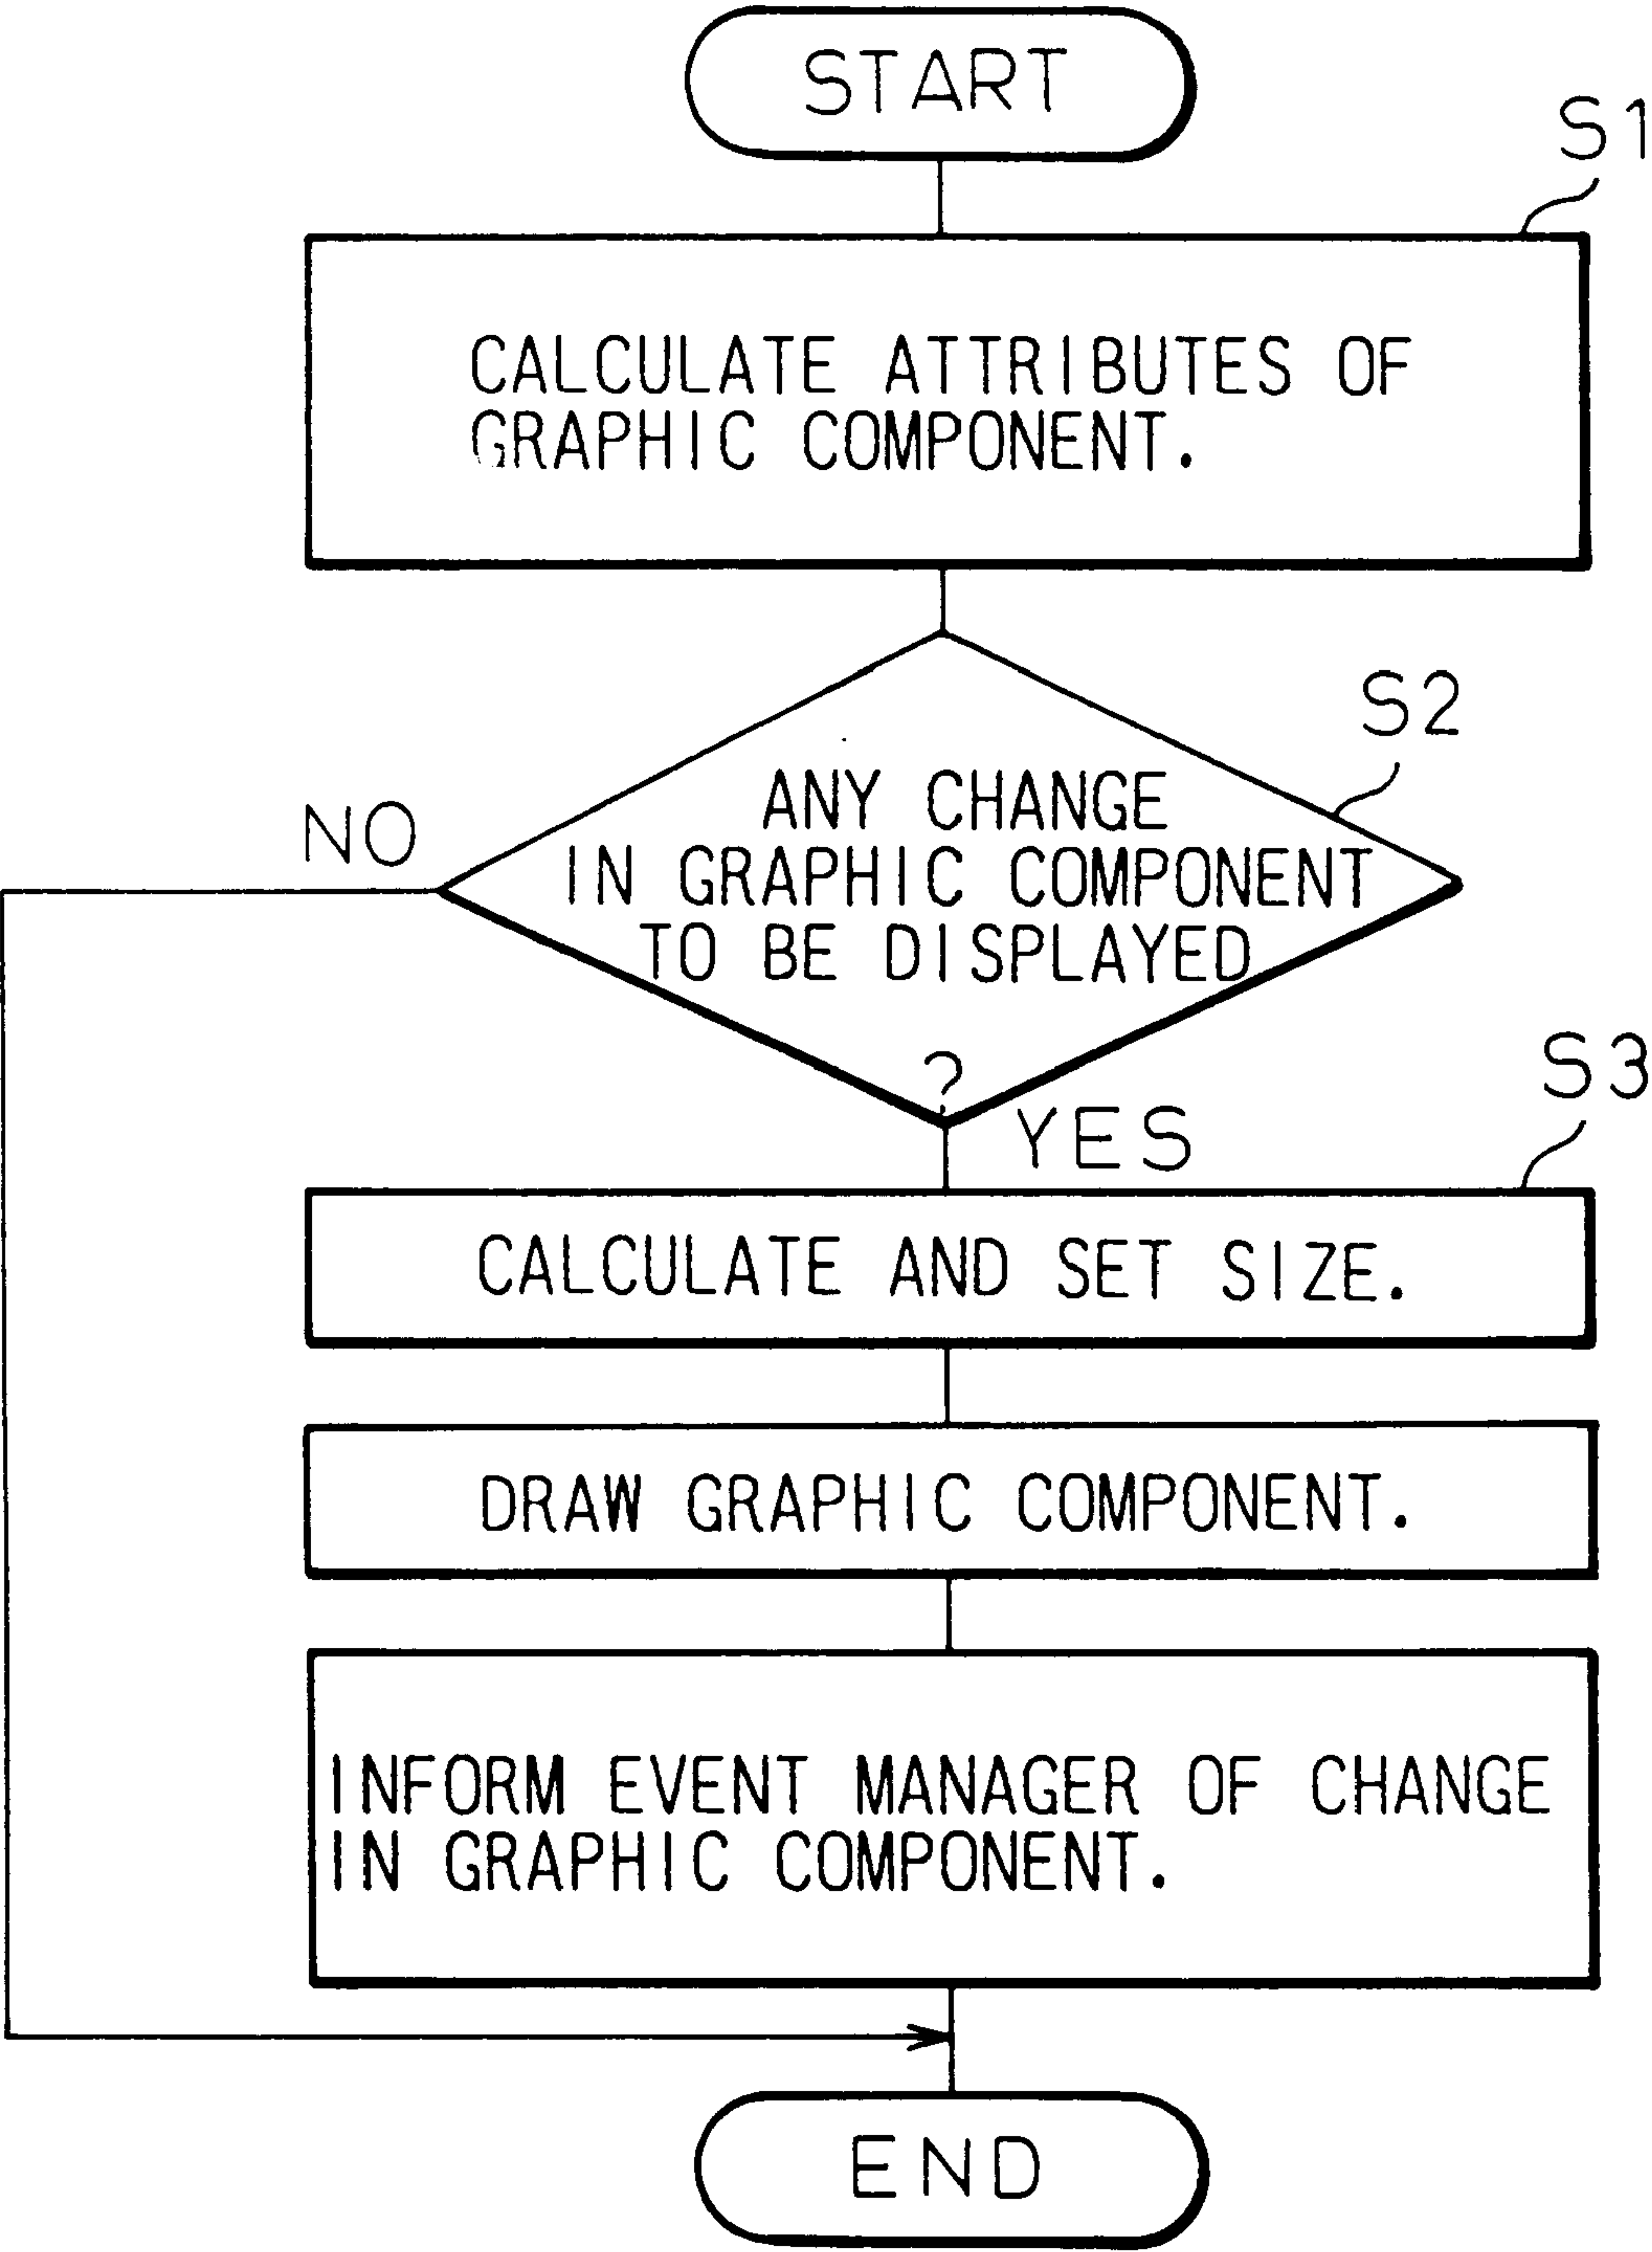 START
S1
CALCULATE ATTRIBUTES OF
GRAPHIC COMPONENT.
S2
NO
ANY CHANGE
IN GRAPHIC COMPONENT
TO BE DISPLAYED
?
YES
S3
CALCULATE AND SET SIZE.
DRAW GRAPHIC COMPONENT.
INFORM EVENT MANAGER OF CHANGE
IN GRAPHIC COMPONENT.
END